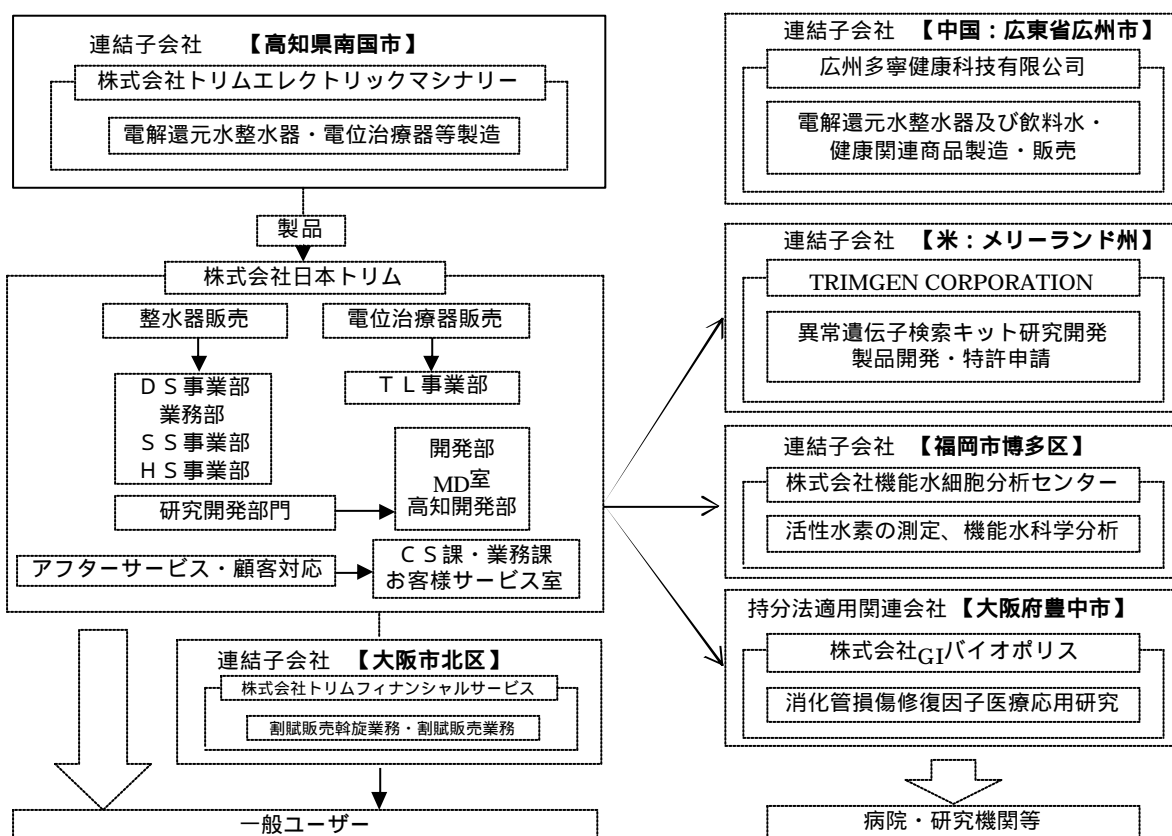 連結子会社 【高知県南国市】
株式会社トリムエレクトリックマシナリー
電解還元水整水器・電位治療器等製造
製品
株式会社日本トリム
整水器販売
電位治療器販売
ＤＳ事業部
業務部
ＳＳ事業部
ＨＳ事業部
ＴＬ事業部
研究開発部門
開発部
MD室
高知開発部
アフターサービス・顧客対応
ＣＳ課・業務課
お客様サービス室
連結子会社 【大阪市北区】
株式会社トリムフィナンシャルサービス
割賦販売斡旋業務・割賦販売業務
一般ユーザー
連結子会社 【中国：広東省広州市】
広州多寧健康科技有限公司
電解還元水整水器及び飲料水・
健康関連商品製造・販売
連結子会社 【米：メリーランド州】
TRIMGEN CORPORATION
異常遺伝子検索キット研究開発
製品開発・特許申請
連結子会社 【福岡市博多区】
株式会社機能水細胞分析センター
活性水素の測定、機能水科学分析
持分法適用関連会社 【大阪府豊中市】
株式会社GIバイオポリス
消化管損傷修復因子医療応用研究
病院・研究機関等